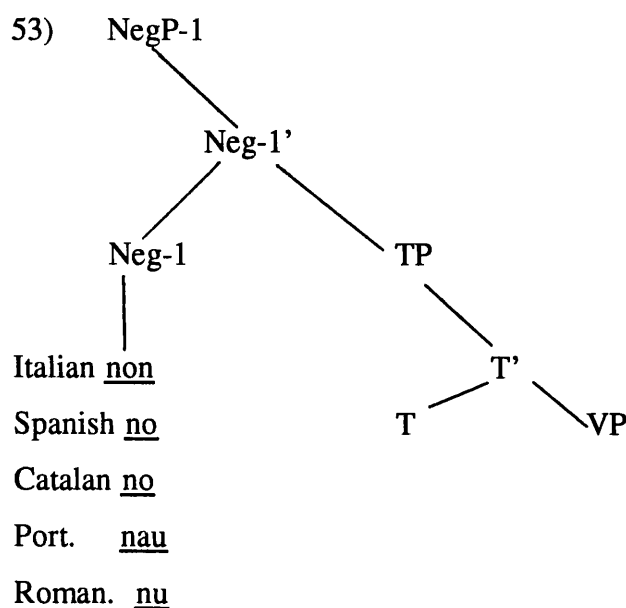 53) NegP-1
Neg-1’
Neg-1 TP
Italian non T’
Spanish no T VP
Catalan no
Port. nau
Roman. nu